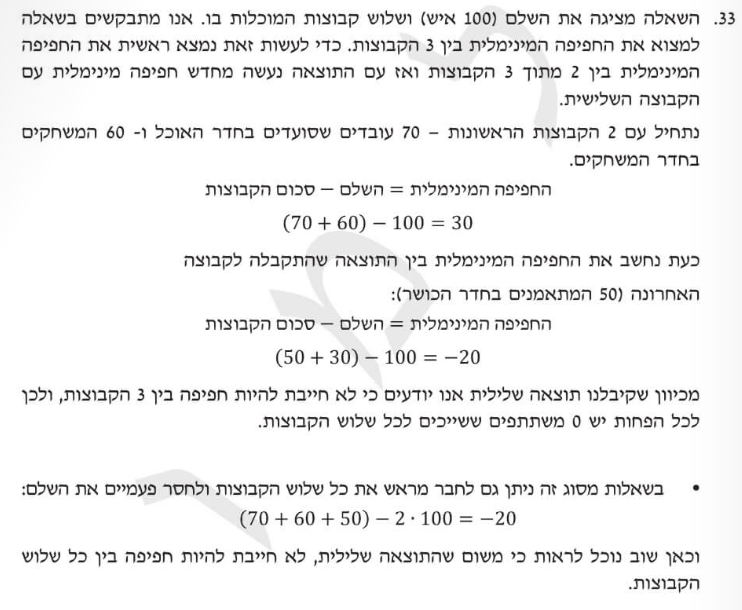 33. השאלה מציגה את השלם (100 איש) ושלוש קבוצות המוכלות בו. אנו מתבקשים בשאלה
למצוא את החפיפה המינימלית בין 3 הקבוצות. כדי לעשות זאת נמצא ראשית את החפיפה
המינימלית בין 2 מתוך 3 הקבוצות ואז עם התוצאה נעשה מחדש חפיפה מינימלית עם
הקבוצה השלישית.
נתחיל עם 2 הקבוצות הראשונות – 70 עובדים שסועדים בחדר האוכל ו- 60 המשחקים
בחדר המשחקים.
החפיפה המינימלית = השלם – סכום הקבוצות
(70 + 60) − 100 = 30
כעת נחשב את החפיפה המינימלית בין התוצאה שהתקבלה לקבוצה
האחרונה (50 המתאמנים בחדר הכושר):
החפיפה המינימלית = השלם – סכום הקבוצות
(50 + 30) − 100 = −20
מכיוון שקיבלנו תוצאה שלילית אנו יודעים כי לא חייבת להיות חפיפה בין 3 הקבוצות, ולכן
לכל הפחות יש 0 משתתפים ששייכים לכל שלוש הקבוצות.
• בשאלות מסוג זה ניתן גם לחבר מראש את כל שלוש הקבוצות ולחסר פעמיים את השלם:
(70 + 60 + 50) − 2 · 100 = −20
וכאן שוב נוכל לראות כי משום שהתוצאה שלילית, לא חייבת להיות חפיפה בין כל שלוש
הקבוצות.